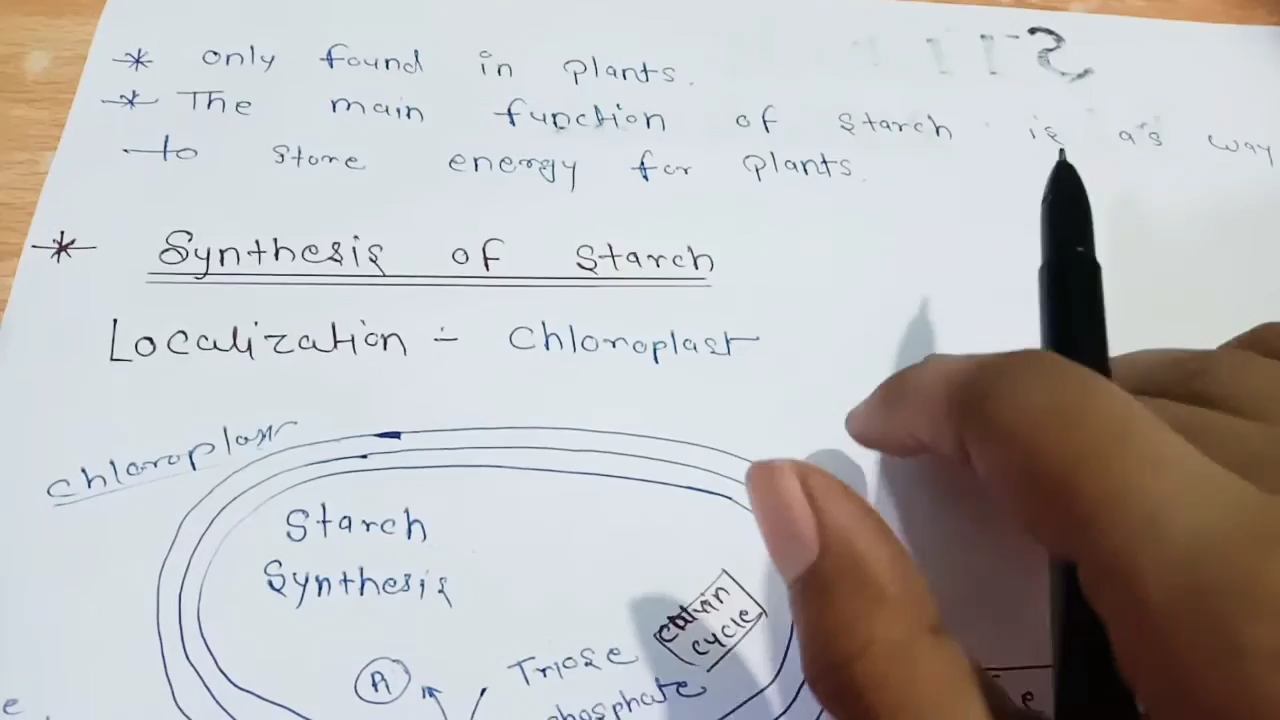 * only found in plants.
* The main function of starch is a's way
to store energy for plants.
* Synthesis of starch
Localization :- Chloroplast
chloroplast
Starch
Synthesis
Calvin
cycle
Triose
phosphate
Pi
e
e